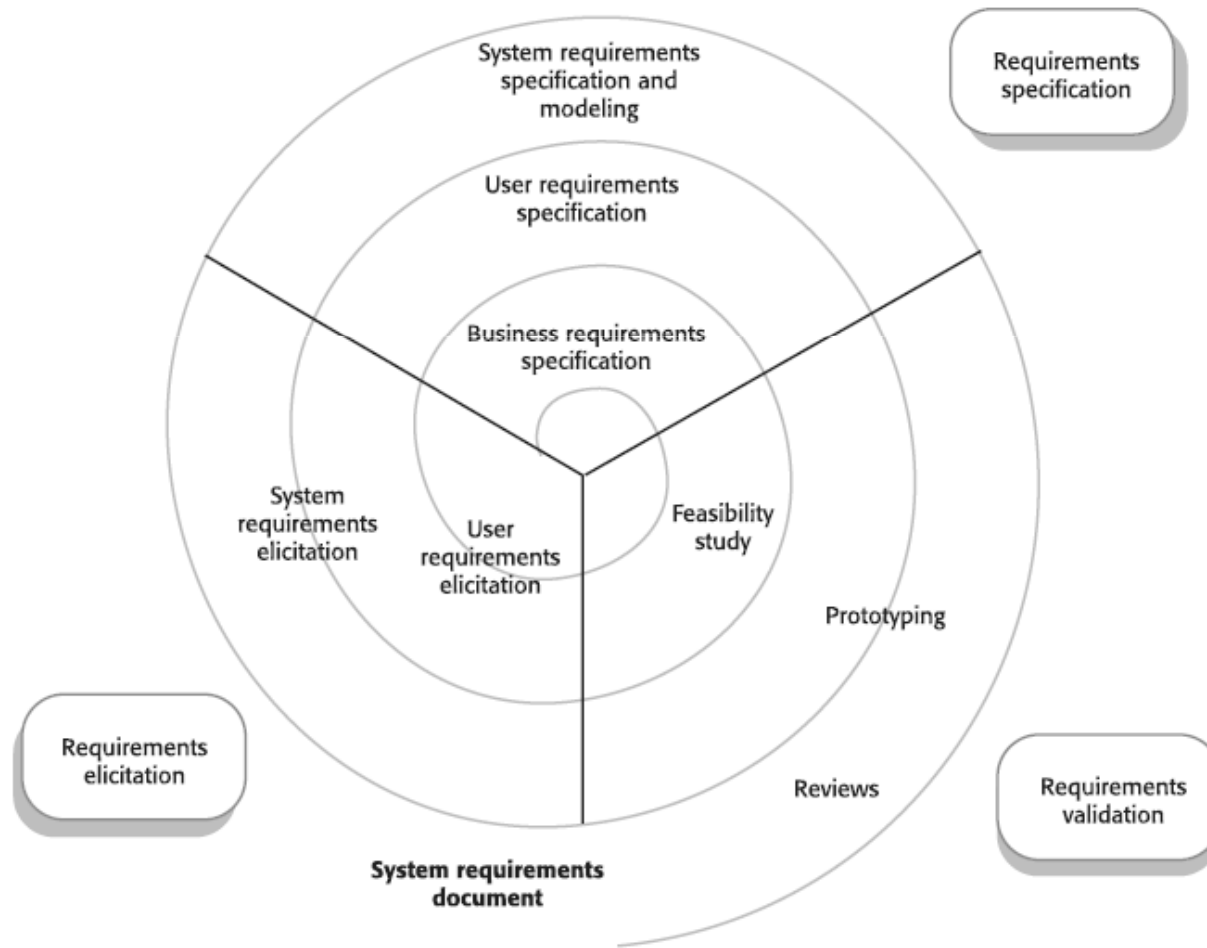 System requirements
specification and
modeling
Requirements
specification
User requirements
specification
Business requirements
specification
System
requirements
elicitation
User
requirements
elicitation
Feasibility
study
Prototyping
Requirements
elicitation
Reviews
Requirements
validation
System requirements
document